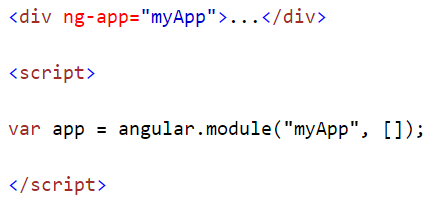 <div ng-app="myApp">...</div>
<script>
var app = angular.module("myApp", []);
</script>